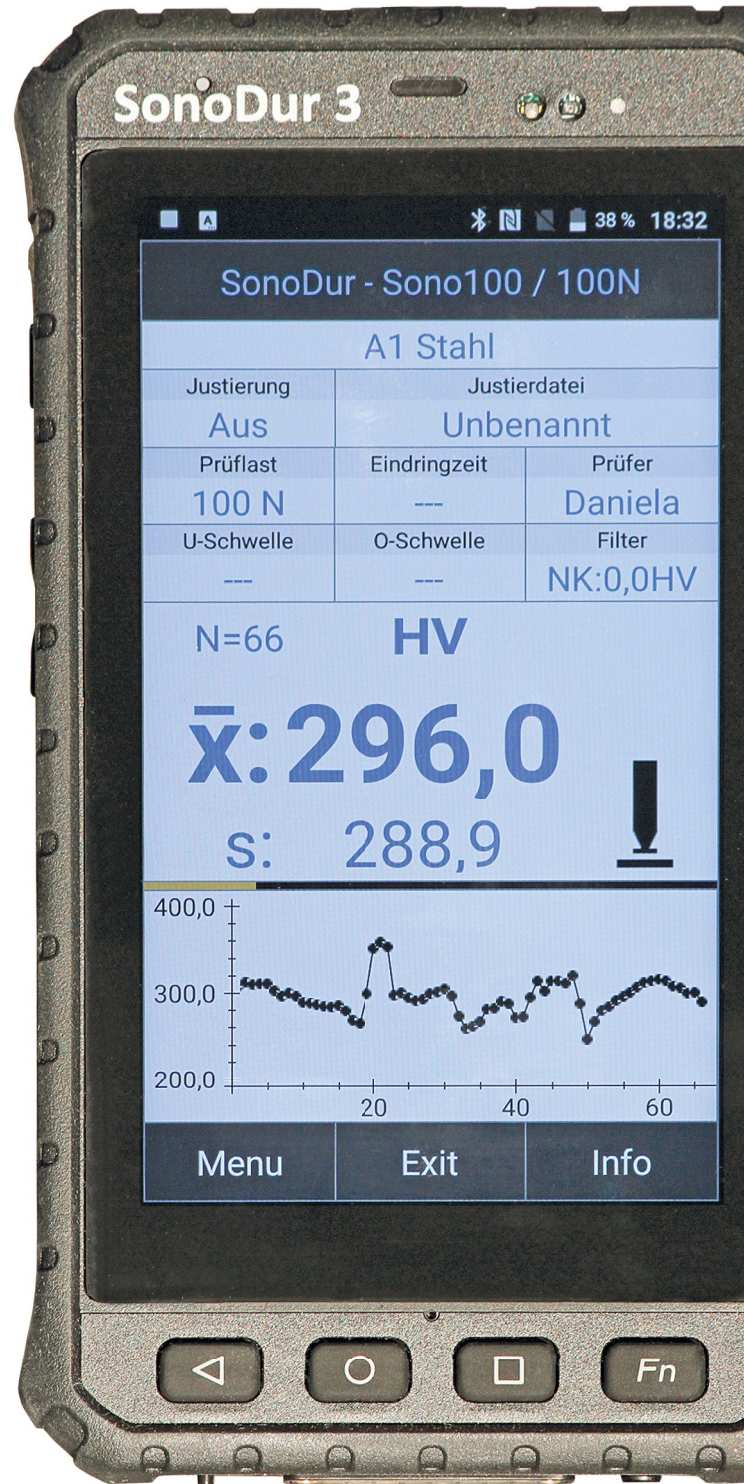 SonoDur 3
A 38 % 18:32
SonoDur - Sono100 / 100N
A1 Stahl
Justierung Justierdatei
Aus Unbenannt
Prüflast Eindringzeit Prüfer
100 N --- Daniela
U-Schwelle O-Schwelle Filter
--- --- NK:0,0HV
N=66 HV
x̄: 296,0
s: 288,9
400,0
300,0
200,0
20 40 60
Menu Exit Info
Fn